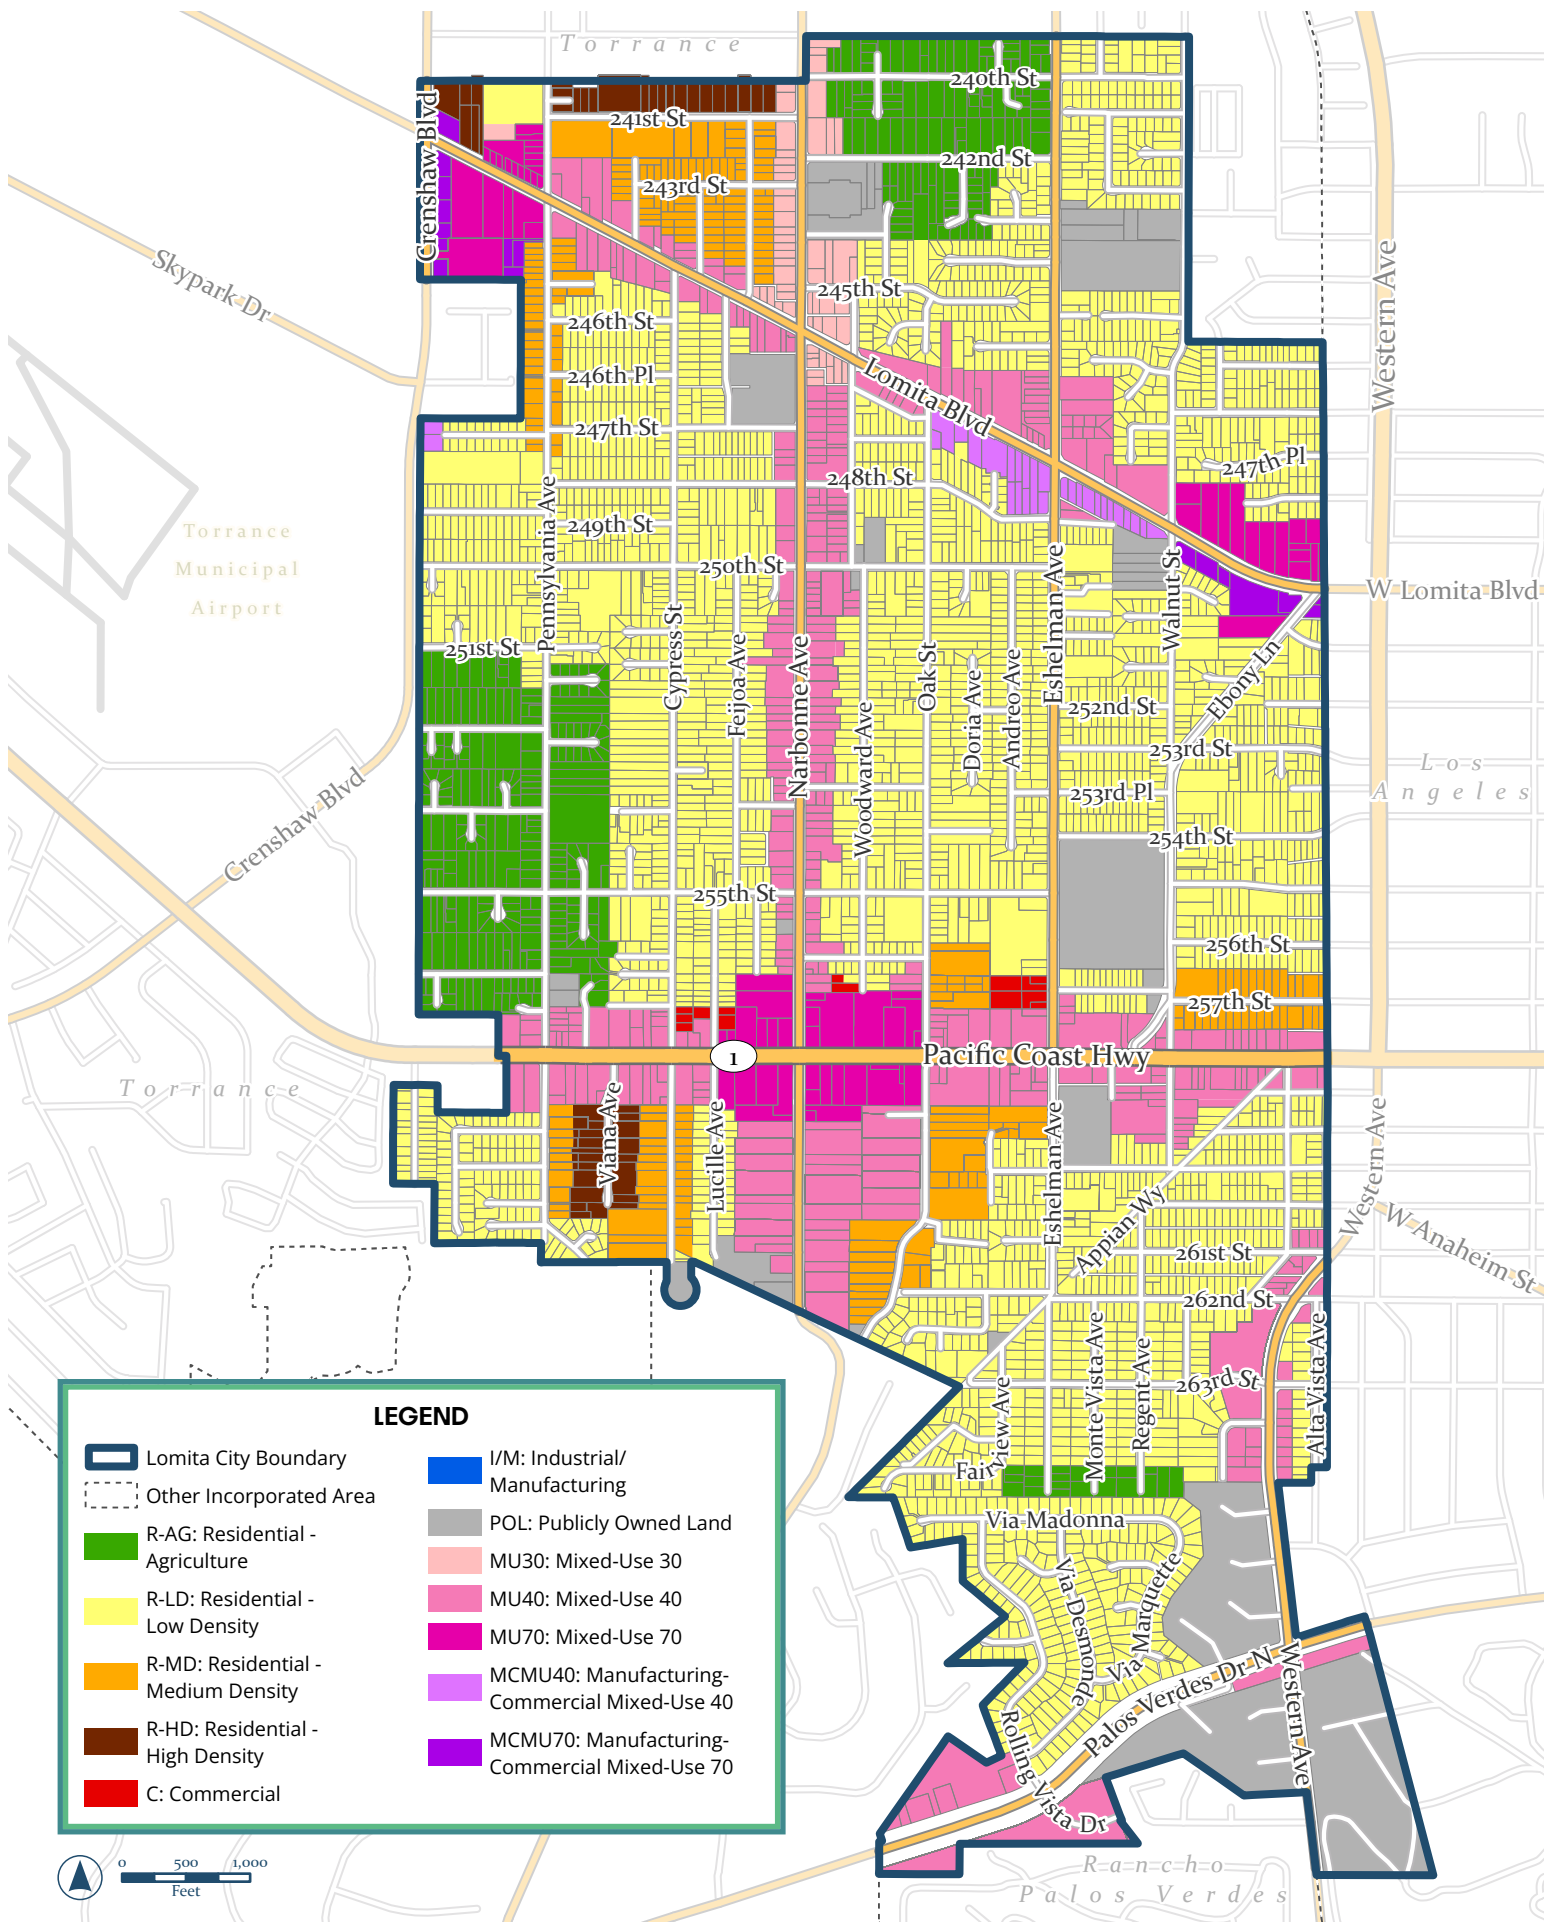 Torrance
240th St
Crenshaw Blvd
241st St
242nd St
243rd St
Skypark Dr
Western Ave
245th St
246th St
246th Pl
Lomita Blvd
247th St
247th Pl
248th St
Pennsylvania Ave
249th St
Torrance
Municipal
Airport
250th St
Eshelman Ave
Walnut St
W Lomita Blvd
251st St
Cypress St
Feijoa Ave
Narbonne Ave
Woodward Ave
Oak St
Doria Ave
Andreo Ave
Ebony Ln
252nd St
253rd St
253rd Pl
Los
Angeles
Crenshaw Blvd
254th St
255th St
256th St
257th St
1
Pacific Coast Hwy
Torrance
Viana Ave
Lucille Ave
Eshelman Ave
Appian Wy
Western Ave
W Anaheim St
261st St
262nd St
263rd St
Alta Vista Ave
Monte Vista Ave
Regent Ave
Fairview Ave
Fair
Via Madonna
Via Desmonde
Via Marquette
Palos Verdes Dr N
Western Ave
Rolling Vista Dr
Rancho
Palos Verdes
LEGEND
Lomita City Boundary
Other Incorporated Area
R-AG: Residential -
Agriculture
R-LD: Residential -
Low Density
R-MD: Residential -
Medium Density
R-HD: Residential -
High Density
C: Commercial
I/M: Industrial/
Manufacturing
POL: Publicly Owned Land
MU30: Mixed-Use 30
MU40: Mixed-Use 40
MU70: Mixed-Use 70
MCMU40: Manufacturing-
Commercial Mixed-Use 40
MCMU70: Manufacturing-
Commercial Mixed-Use 70
0 500 1,000
Feet